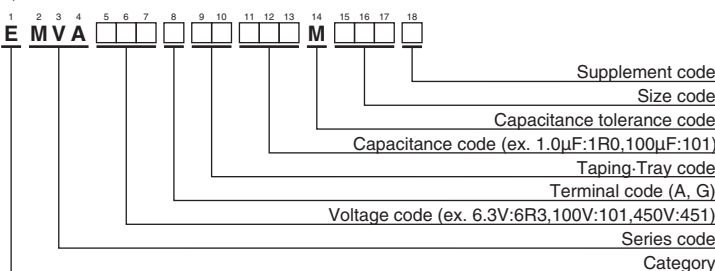 1 2 3 4 5 6 7 8 9 10 11 12 13 14 15 16 17 18
E M V A M
Supplement code
Size code
Capacitance tolerance code
Capacitance code (ex. 1.0μF:1R0,100μF:101)
Taping·Tray code
Terminal code (A, G)
Voltage code (ex. 6.3V:6R3,100V:101,450V:451)
Series code
Category